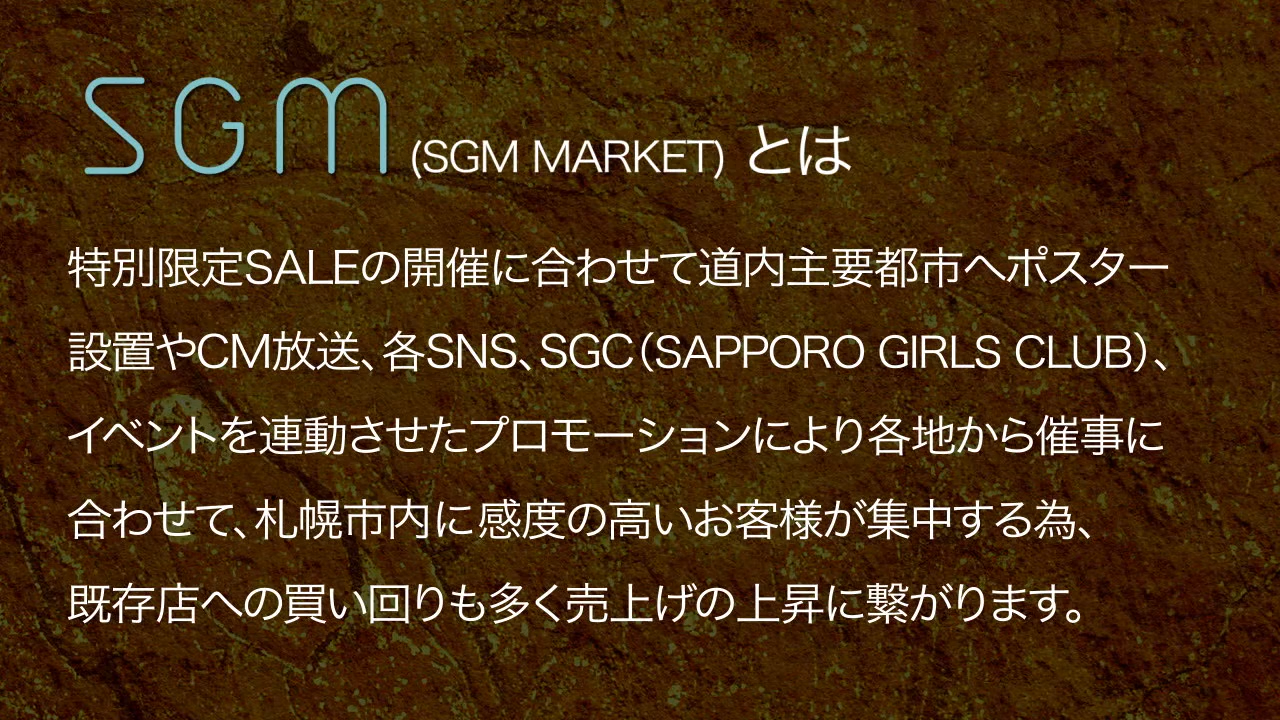 SGM (SGM MARKET) とは
特別限定SALEの開催に合わせて道内主要都市へポスター
設置やCM放送、各SNS、SGC（SAPPORO GIRLS CLUB）、
イベントを連動させたプロモーションにより各地から催事に
合わせて、札幌市内に感度の高いお客様が集中する為、
既存店への買い回りも多く売上げの上昇に繋がります。